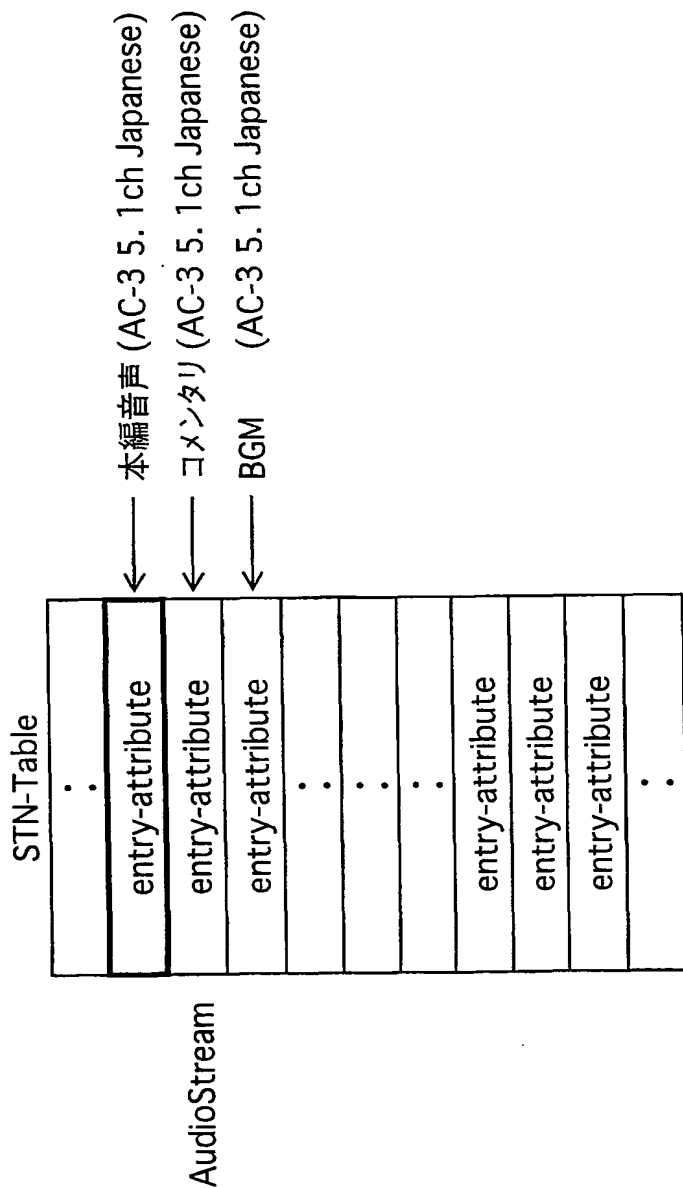 STN-Table
AudioStream
: 
entry-attribute ← 本編音声 (AC-3 5. 1ch Japanese)
entry-attribute ← コメンタリ (AC-3 5. 1ch Japanese)
entry-attribute ← BGM (AC-3 5. 1ch Japanese)
:
:
:
entry-attribute
entry-attribute
entry-attribute
: